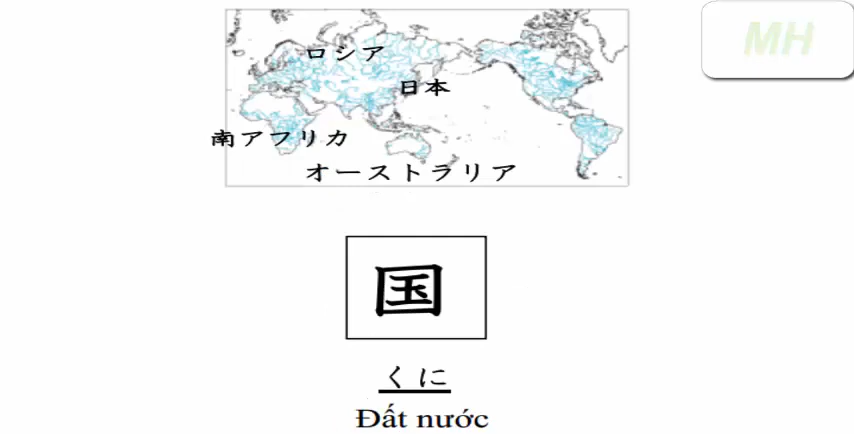 MH
ロシア
日本
南アフリカ
オーストラリア
国
くに
Đất nước